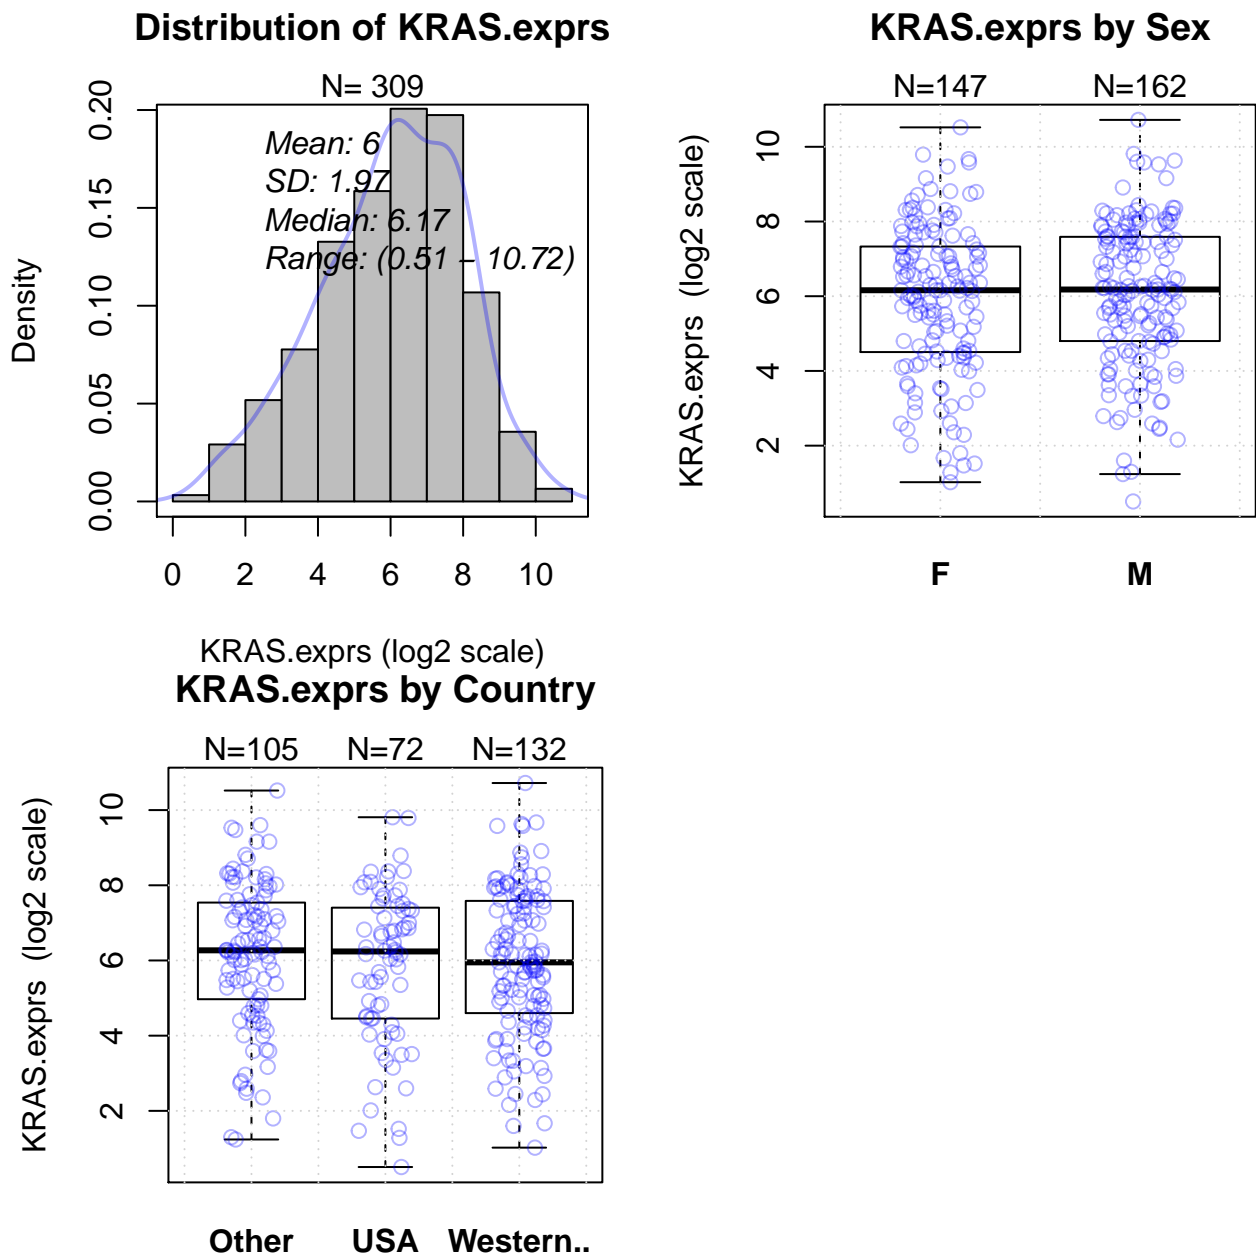 Distribution of KRAS.exprs
N= 309
Mean: 6
SD: 1.97
Median: 6.17
Range: (0.51 – 10.72)
Density
0.00
0.05
0.10
0.15
0.20
0 2 4 6 8 10
KRAS.exprs (log2 scale)
KRAS.exprs by Sex
N=147 N=162
KRAS.exprs (log2 scale)
2
4
6
8
10
F M
KRAS.exprs by Country
N=105 N=72 N=132
KRAS.exprs (log2 scale)
2
4
6
8
10
Other USA Western..